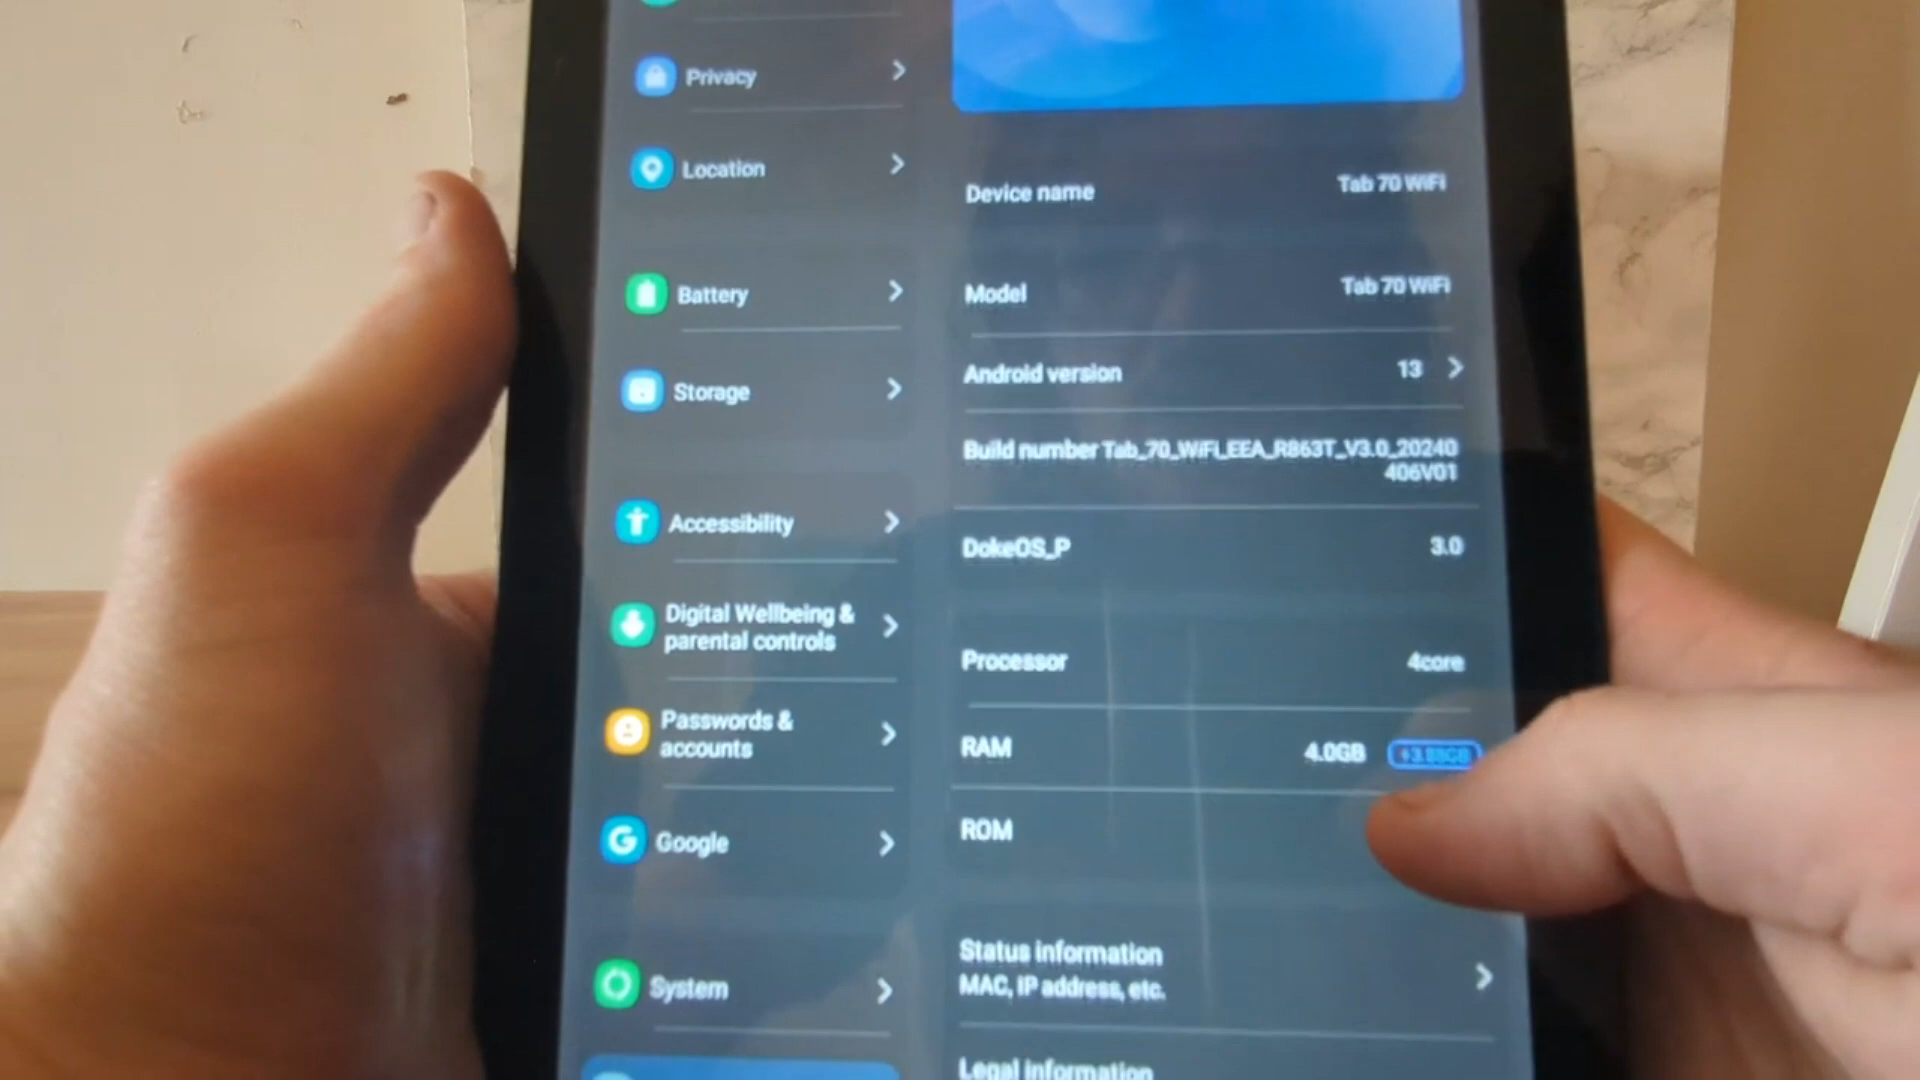 Privacy
Location
Battery
Storage
Accessibility
Digital Wellbeing &
parental controls
Passwords &
accounts
Google
System
Device name Tab 70 WiFi
Model Tab 70 WiFi
Android version 13
Build number Tab_70_WiFi_EEA_R863T_V3.0_20240
406V01
DokeOS_P 3.0
Processor 4core
RAM 4.0GB
ROM
Status information
MAC, IP address, etc.
Legal information